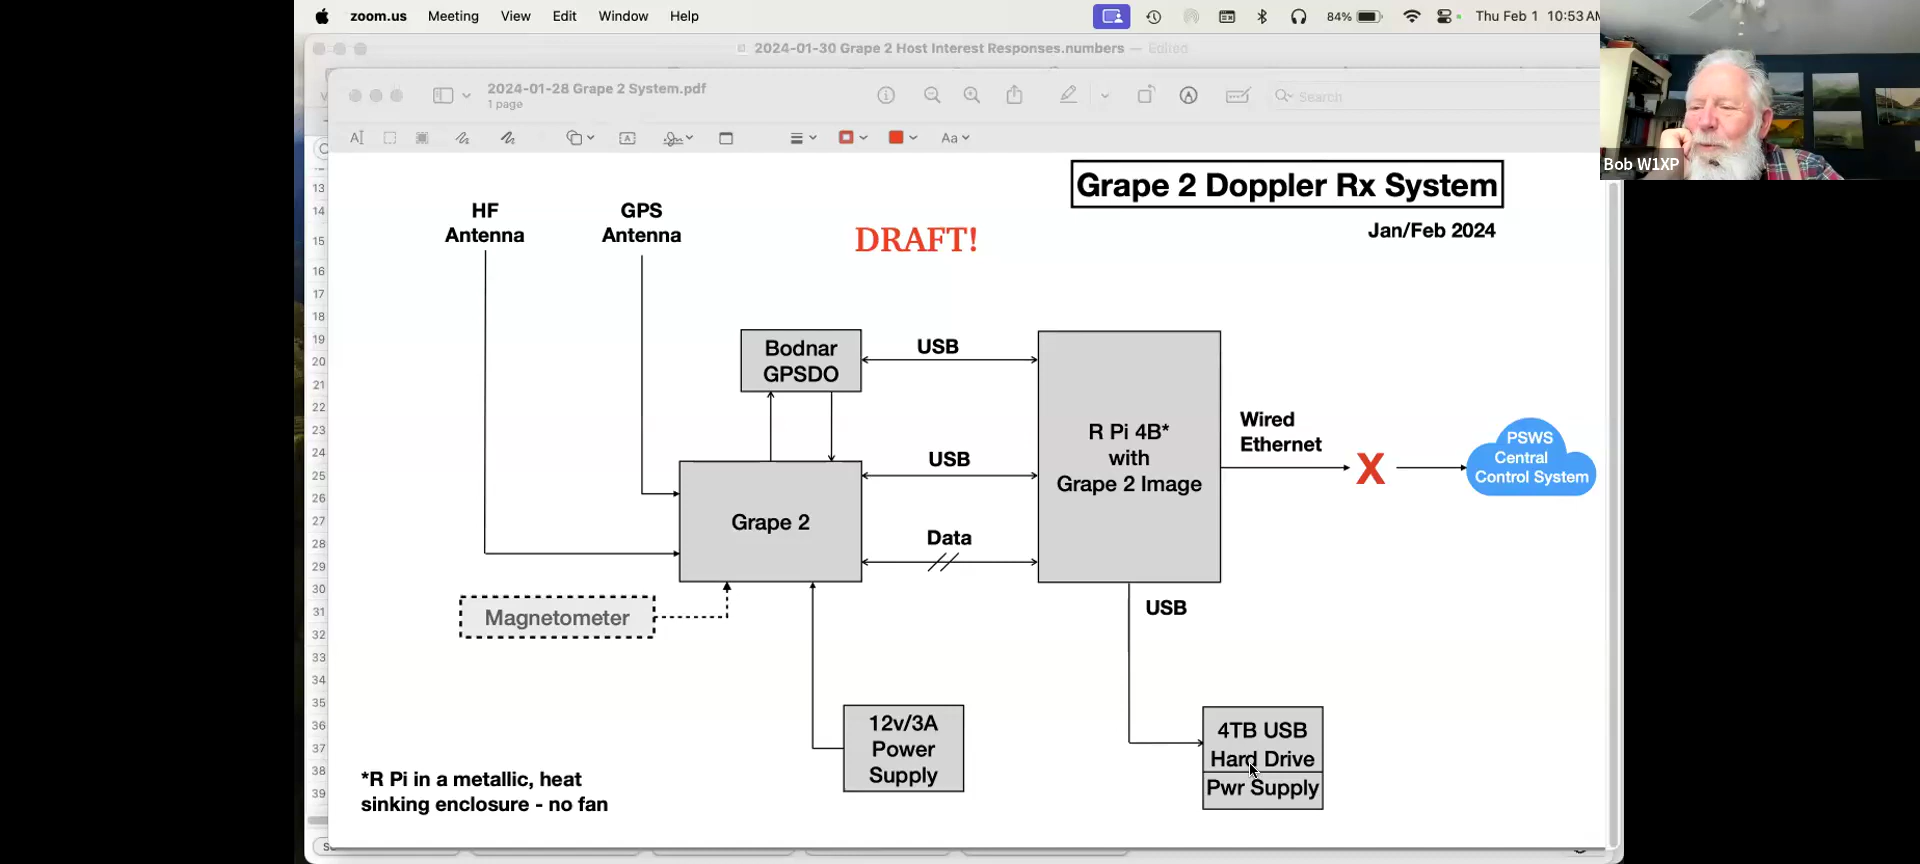 zoom.us Meeting View Edit Window Help 84% Thu Feb 1 10:53 AM
2024-01-30 Grape 2 Host Interest Responses.numbers — Edited
2024-01-28 Grape 2 System.pdf
1 page
Search
Aa
Bob W1XP
Grape 2 Doppler Rx System
Jan/Feb 2024
DRAFT!
HF
Antenna
GPS
Antenna
Bodnar
GPSDO
USB
R Pi 4B*
with
Grape 2 Image
Wired
Ethernet
X
PSWS
Central
Control System
USB
Grape 2
Data
Magnetometer
USB
12v/3A
Power
Supply
4TB USB
Hard Drive
Pwr Supply
*R Pi in a metallic, heat
sinking enclosure - no fan
13
14
15
16
17
18
19
20
21
22
23
24
25
26
27
28
29
30
31
32
33
34
35
36
37
38
39